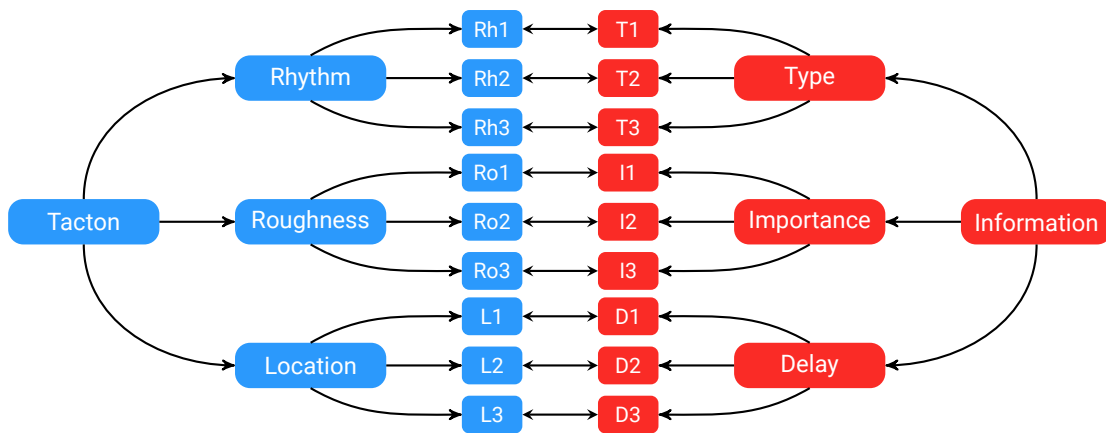 Rh1
T1
Rhythm
Rh2
T2
Type
Rh3
T3
Ro1
I1
Tacton
Roughness
Ro2
I2
Importance
Information
Ro3
I3
L1
D1
Location
L2
D2
Delay
L3
D3